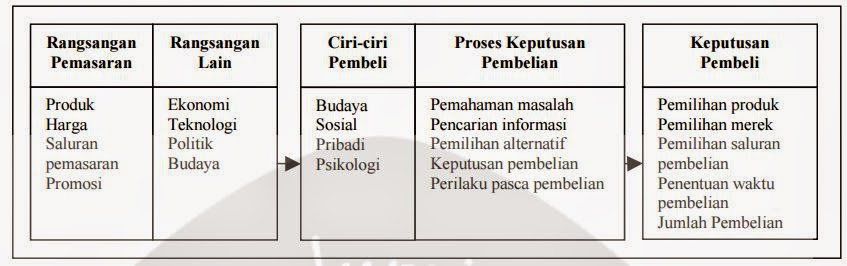 Rangsangan
Pemasaran
Produk
Harga
Saluran
pemasaran
Promosi
Rangsangan
Lain
Ekonomi
Teknologi
Politik
Budaya
Ciri-ciri
Pembeli
Budaya
Sosial
Pribadi
Psikologi
Proses Keputusan
Pembelian
Pemahaman masalah
Pencarian informasi
Pemilihan alternatif
Keputusan pembelian
Perilaku pasca pembelian
Keputusan
Pembeli
Pemilihan produk
Pemilihan merek
Pemilihan saluran
pembelian
Penentuan waktu
pembelian
Jumlah Pembelian